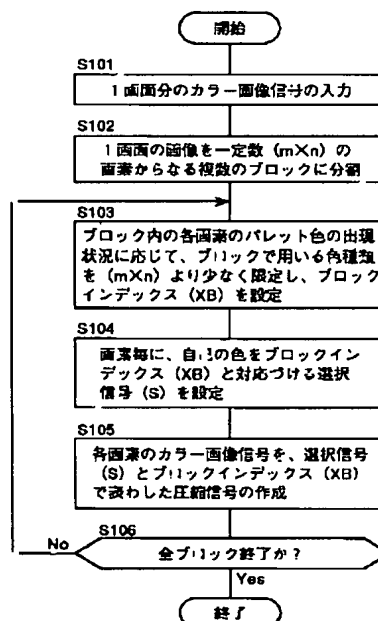 開始
S101
1画面分のカラー画像信号の入力
S102
1画面の画像を一定数（m×n）の
画素からなる複数のブロックに分割
S103
ブロック内の各画素のパレット色の出現
状況に応じて、ブロックで用いる色種類
を（m×n）より少なく限定し、ブロック
インデックス（XB）を設定
S104
画素毎に、自己の色をブロックイン
デックス（XB）と対応づける選択
信号（S）を設定
S105
各画素のカラー画像信号を、選択信号
（S）とブロックインデックス（XB）
で表わした圧縮信号の作成
S106
No
全ブロック終了か？
Yes
終了